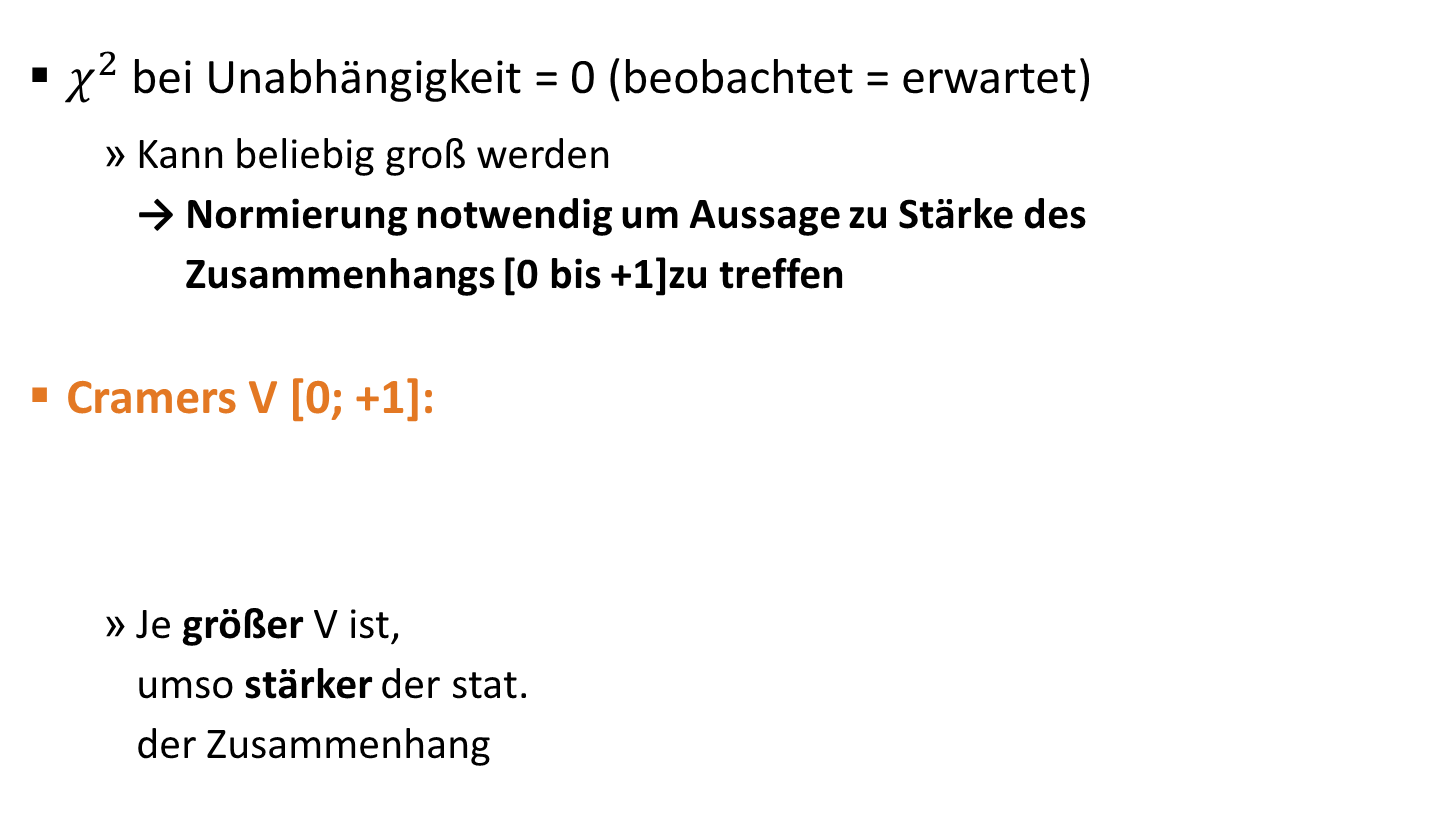 ▪ 𝜒² bei Unabhängigkeit = 0 (beobachtet = erwartet)
» Kann beliebig groß werden
→ Normierung notwendig um Aussage zu Stärke des
Zusammenhangs [0 bis +1]zu treffen
▪ Cramers V [0; +1]:
» Je größer V ist,
umso stärker der stat.
der Zusammenhang